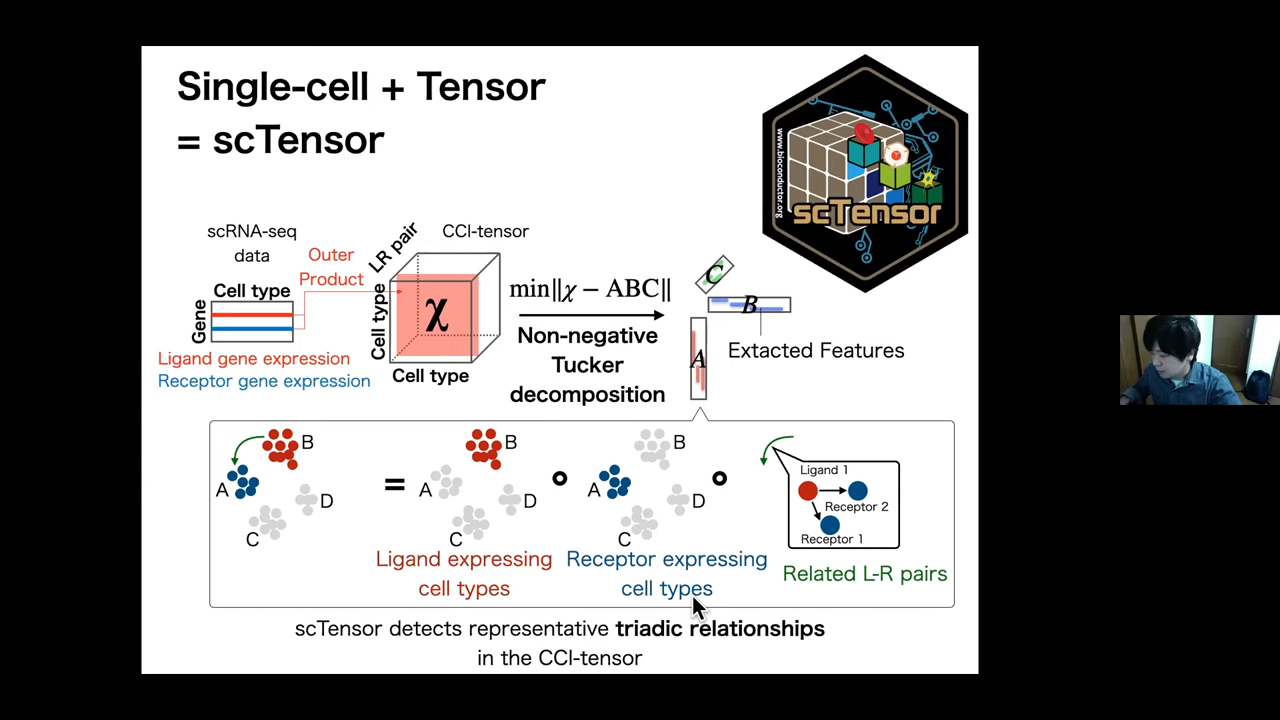 Single-cell + Tensor
= scTensor
www.bioconductor.org
scTensor
scRNA-seq
data
Outer
Product
LR pair
CCI-tensor
Cell type
Gene
Ligand gene expression
Receptor gene expression
Cell type
χ
Cell type
min||χ − ABC||
Non-negative
Tucker
decomposition
C
B
A
Extacted Features
B
A
D
C
=
B
A
D
C
Ligand expressing
cell types
B
A
D
C
Receptor expressing
cell types
Ligand 1
Receptor 2
Receptor 1
Related L-R pairs
scTensor detects representative triadic relationships
in the CCI-tensor